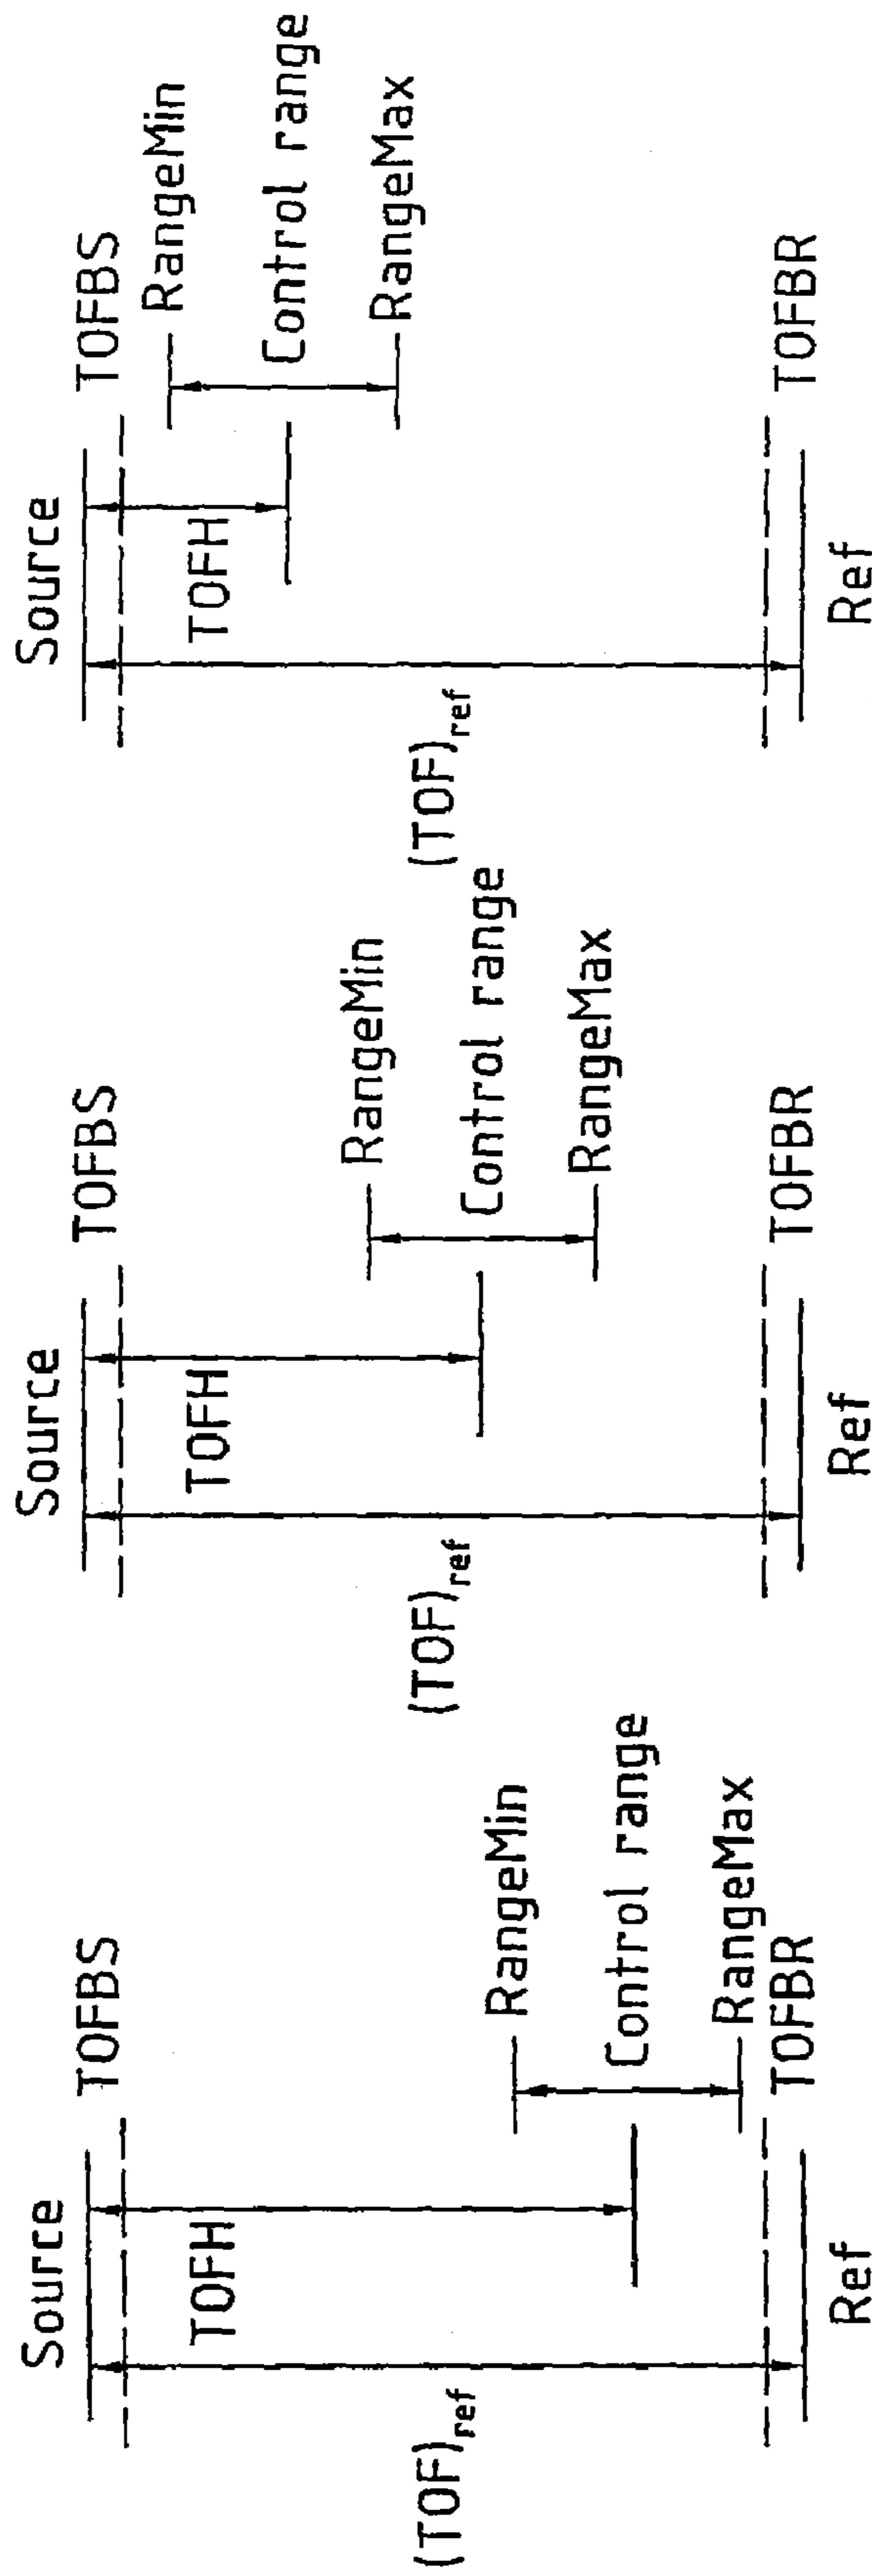 Source
TOFBS
TOFH
(TOF)ref
RangeMin
Control range
RangeMax
TOFBR
Ref
Source
TOFBS
TOFH
(TOF)ref
RangeMin
Control range
RangeMax
TOFBR
Ref
Source
TOFBS
TOFH
(TOF)ref
RangeMin
Control range
RangeMax
TOFBR
Ref